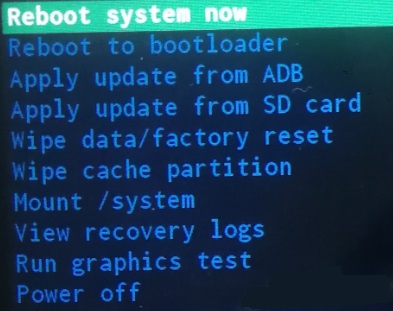 Reboot system now
Reboot to bootloader
Apply update from ADB
Apply update from SD card
Wipe data/factory reset
Wipe cache partition
Mount /system
View recovery logs
Run graphics test
Power off